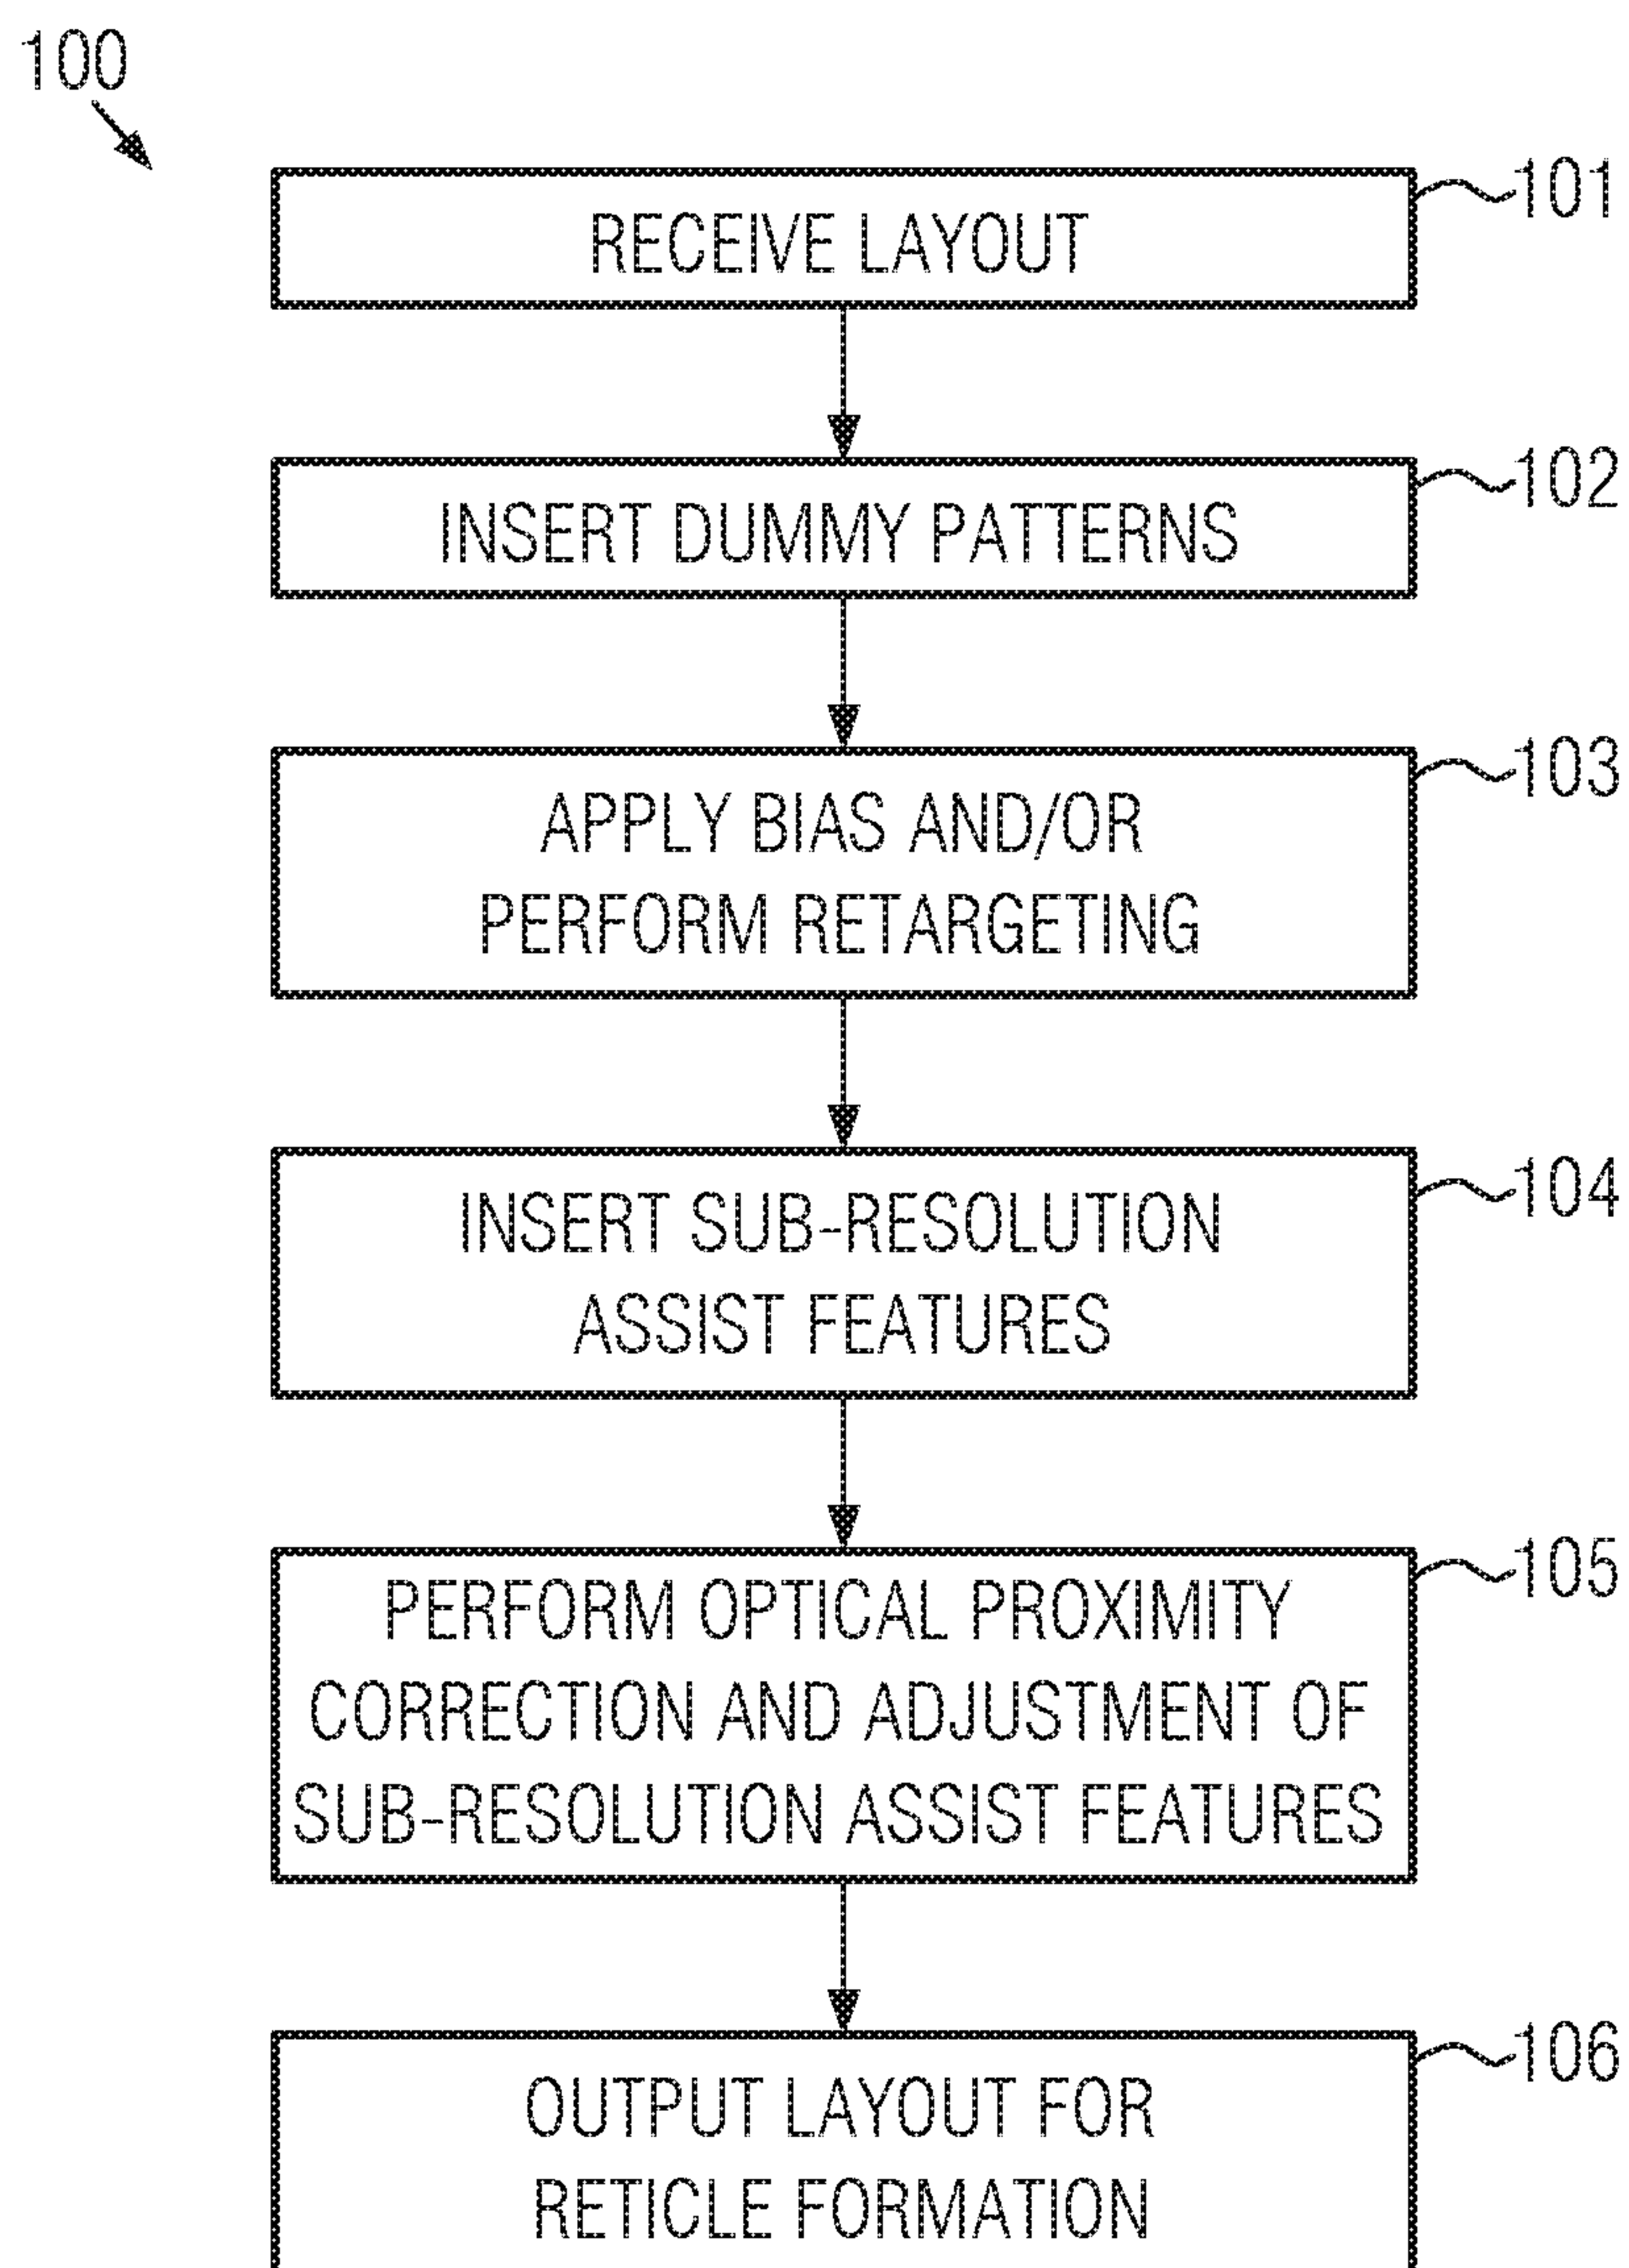 100
RECEIVE LAYOUT
101
INSERT DUMMY PATTERNS
102
APPLY BIAS AND/OR
PERFORM RETARGETING
103
INSERT SUB-RESOLUTION
ASSIST FEATURES
104
PERFORM OPTICAL PROXIMITY
CORRECTION AND ADJUSTMENT OF
SUB-RESOLUTION ASSIST FEATURES
105
OUTPUT LAYOUT FOR
RETICLE FORMATION
106